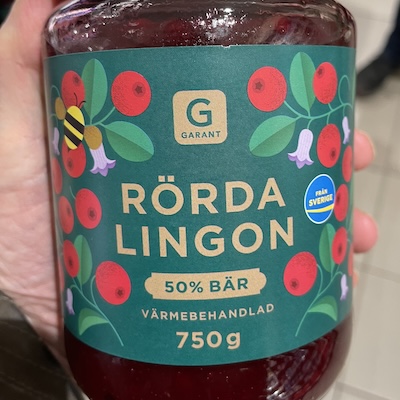 G
GARANT
RÖRDA
LINGON
FRÅN
SVERIGE
50% BÄR
VÄRMEBEHANDLAD
750g